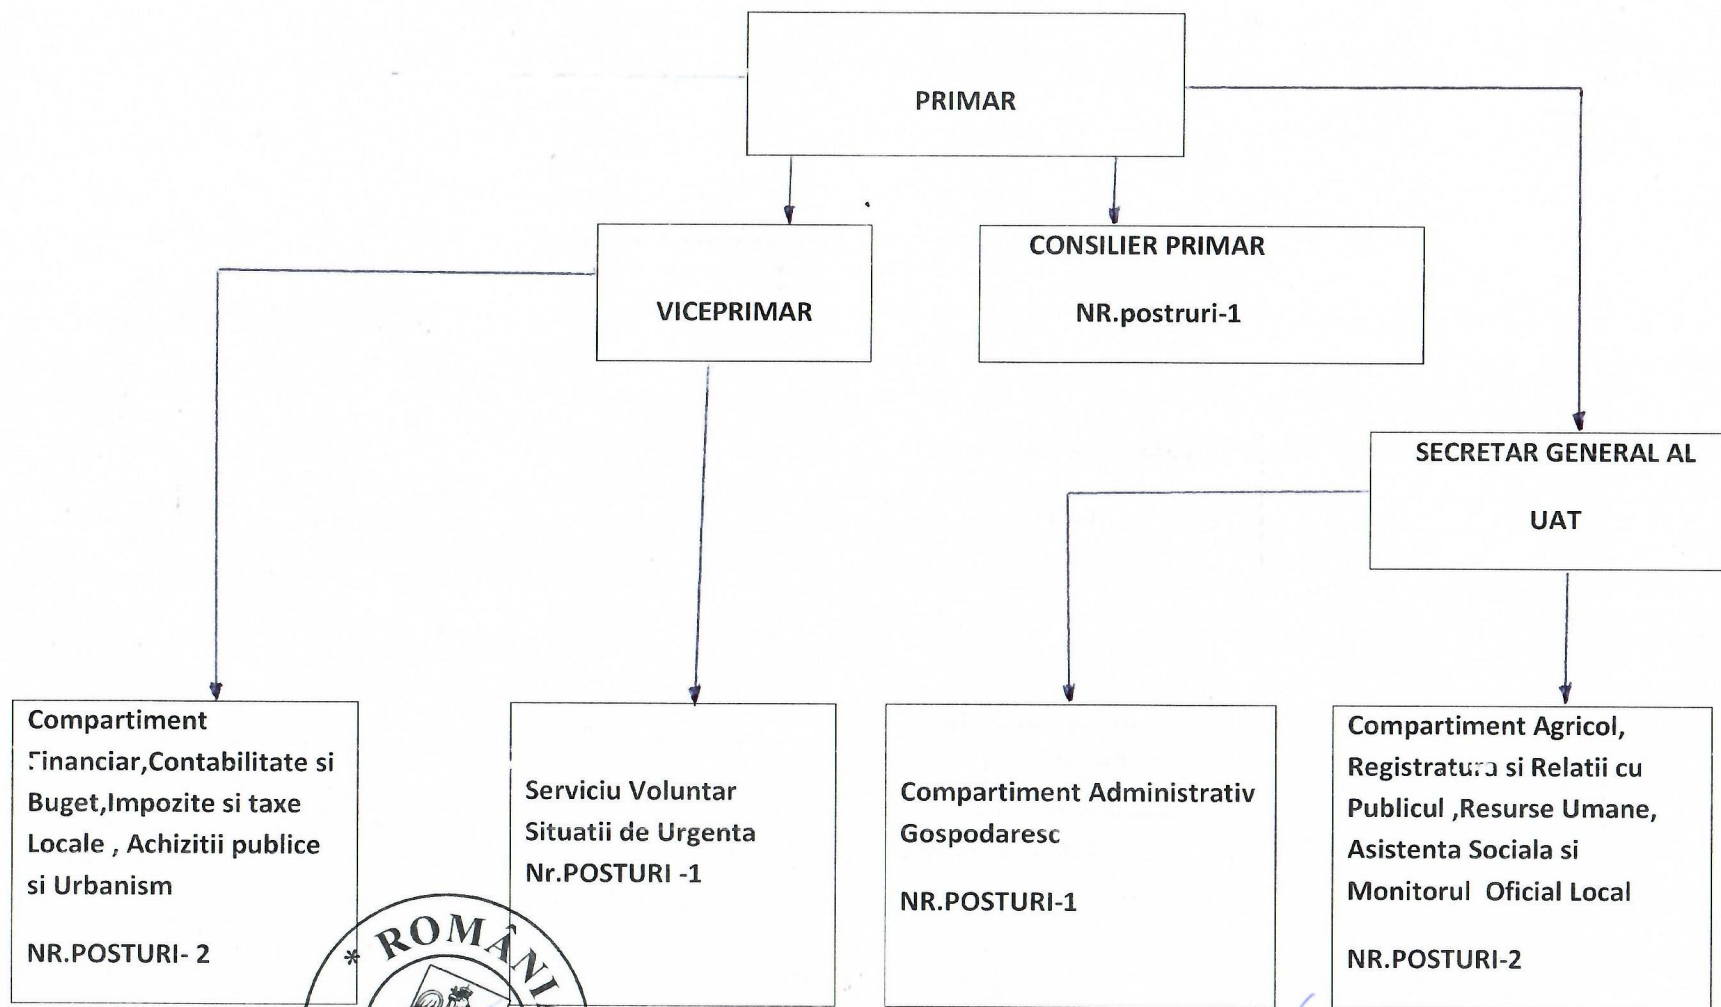 PRIMAR
VICEPRIMAR
CONSILIER PRIMAR
NR.postruri-1
SECRETAR GENERAL AL
UAT
Compartiment
Financiar,Contabilitate si
Buget,Impozite si taxe
Locale , Achizitii publice
si Urbanism
NR.POSTURI- 2
Serviciu Voluntar
Situatii de Urgenta
Nr.POSTURI -1
Compartiment Administrativ
Gospodaresc
NR.POSTURI-1
Compartiment Agricol,
Registratura si Relatii cu
Publicul ,Resurse Umane,
Asistenta Sociala si
Monitorul  Oficial Local
NR.POSTURI-2
* ROMÂNI